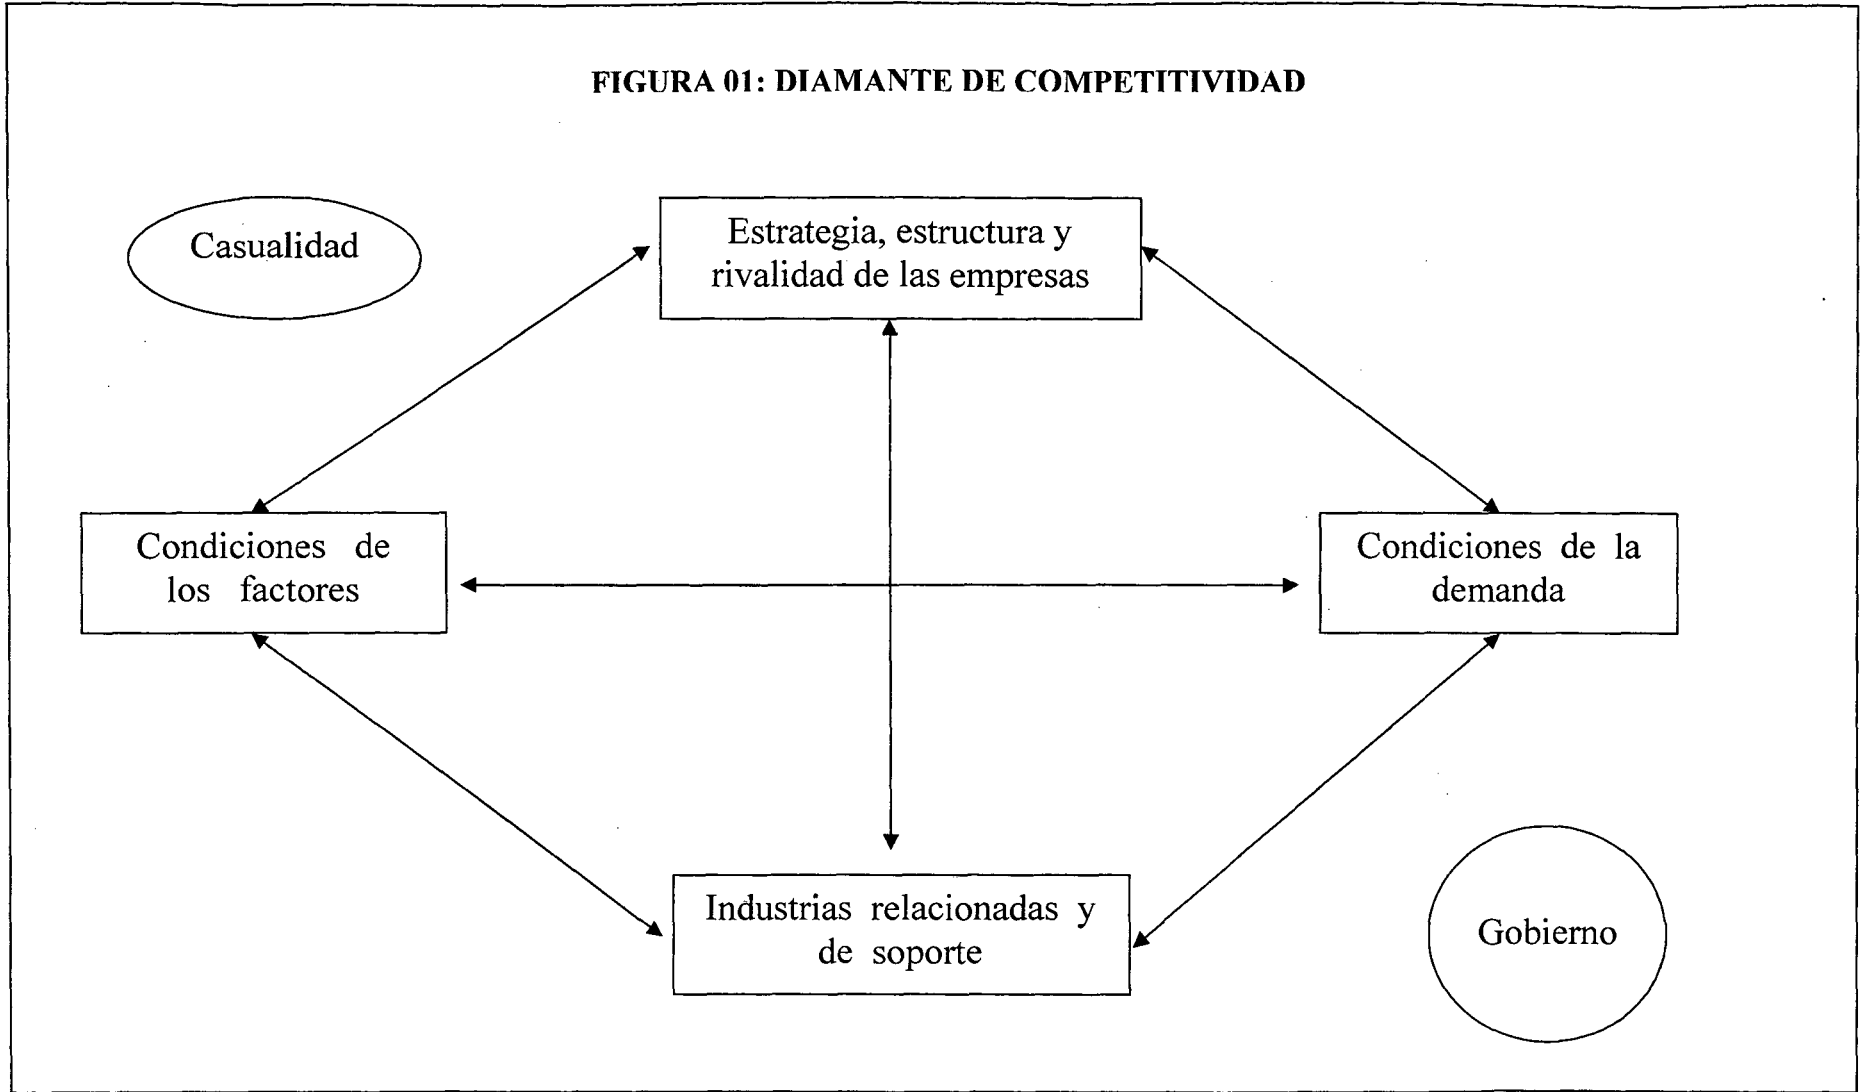 FIGURA 01: DIAMANTE DE COMPETITIVIDAD
Casualidad
Estrategia, estructura y
rivalidad de las empresas
Condiciones de
los factores
Condiciones de la
demanda
Industrias relacionadas y
de soporte
Gobierno